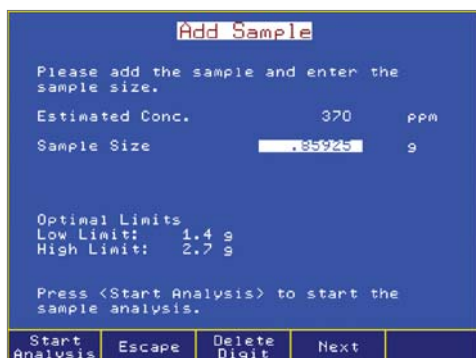 Add Sample
Please add the sample and enter the
sample size.
Estimated Conc. 370 ppm
Sample Size .85925 g
Optimal Limits
Low Limit: 1.4 g
High Limit: 2.7 g
Press <Start Analysis> to start the
sample analysis.
Start Analysis Escape Delete Digit Next